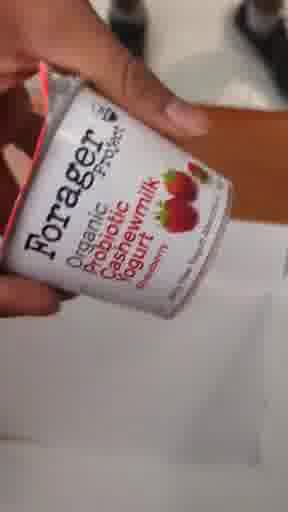 Forager
Project
Organic
Probiotic
Cashewmilk
Yogurt
Strawberry